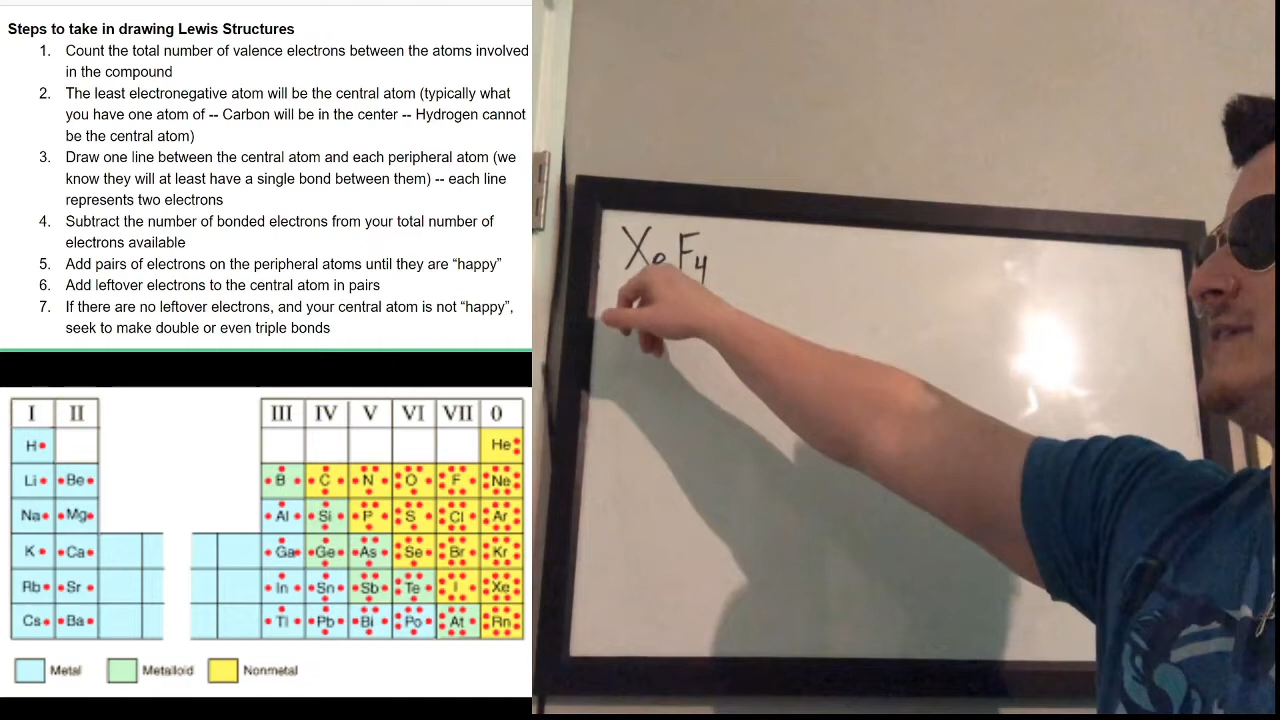 Steps to take in drawing Lewis Structures
1. Count the total number of valence electrons between the atoms involved
in the compound
2. The least electronegative atom will be the central atom (typically what
you have one atom of -- Carbon will be in the center -- Hydrogen cannot
be the central atom)
3. Draw one line between the central atom and each peripheral atom (we
know they will at least have a single bond between them) -- each line
represents two electrons
4. Subtract the number of bonded electrons from your total number of
electrons available
5. Add pairs of electrons on the peripheral atoms until they are “happy”
6. Add leftover electrons to the central atom in pairs
7. If there are no leftover electrons, and your central atom is not “happy”,
seek to make double or even triple bonds
XeF4
I II III IV V VI VII 0
H He
Li Be B C N O F Ne
Na Mg Al Si P S Cl Ar
K Ca Ga Ge As Se Br Kr
Rb Sr In Sn Sb Te I Xe
Cs Ba Tl Pb Bi Po At Rn
Metal Metalloid Nonmetal